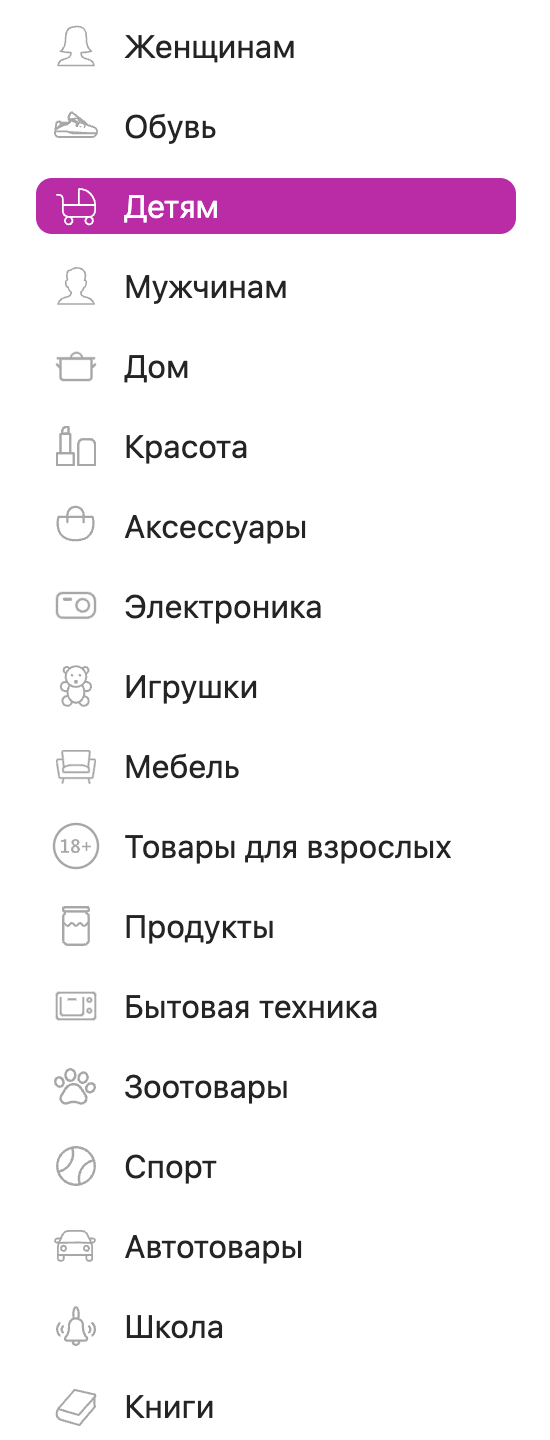 Женщинам
Обувь
Детям
Мужчинам
Дом
Красота
Аксессуары
Электроника
Игрушки
Мебель
18+ Товары для взрослых
Продукты
Бытовая техника
Зоотовары
Спорт
Автотовары
Школа
Книги